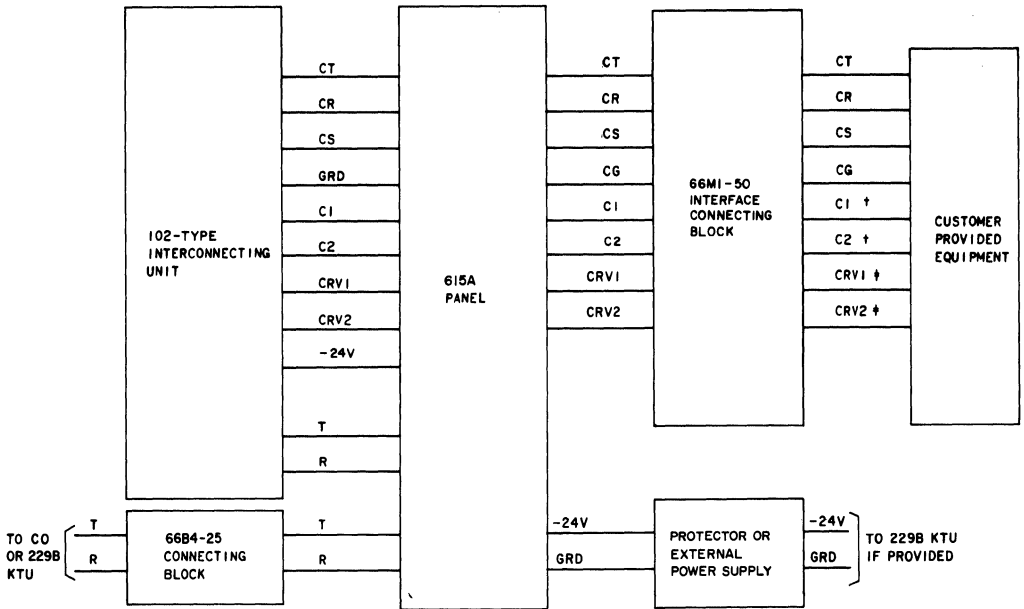 102-TYPE
INTERCONNECTING
UNIT
CT
CR
CS
GRD
C1
C2
CRV1
CRV2
-24V
T
R
615A
PANEL
CT
CR
CS
CG
C1
C2
CRV1
CRV2
66M1-50
INTERFACE
CONNECTING
BLOCK
CT
CR
CS
CG
C1 †
C2 †
CRV1 ‡
CRV2 ‡
CUSTOMER
PROVIDED
EQUIPMENT
TO CO
OR 229B
KTU
T
R
66B4-25
CONNECTING
BLOCK
T
R
-24V
GRD
PROTECTOR OR
EXTERNAL
POWER SUPPLY
-24V
GRD
TO 229B KTU
IF PROVIDED